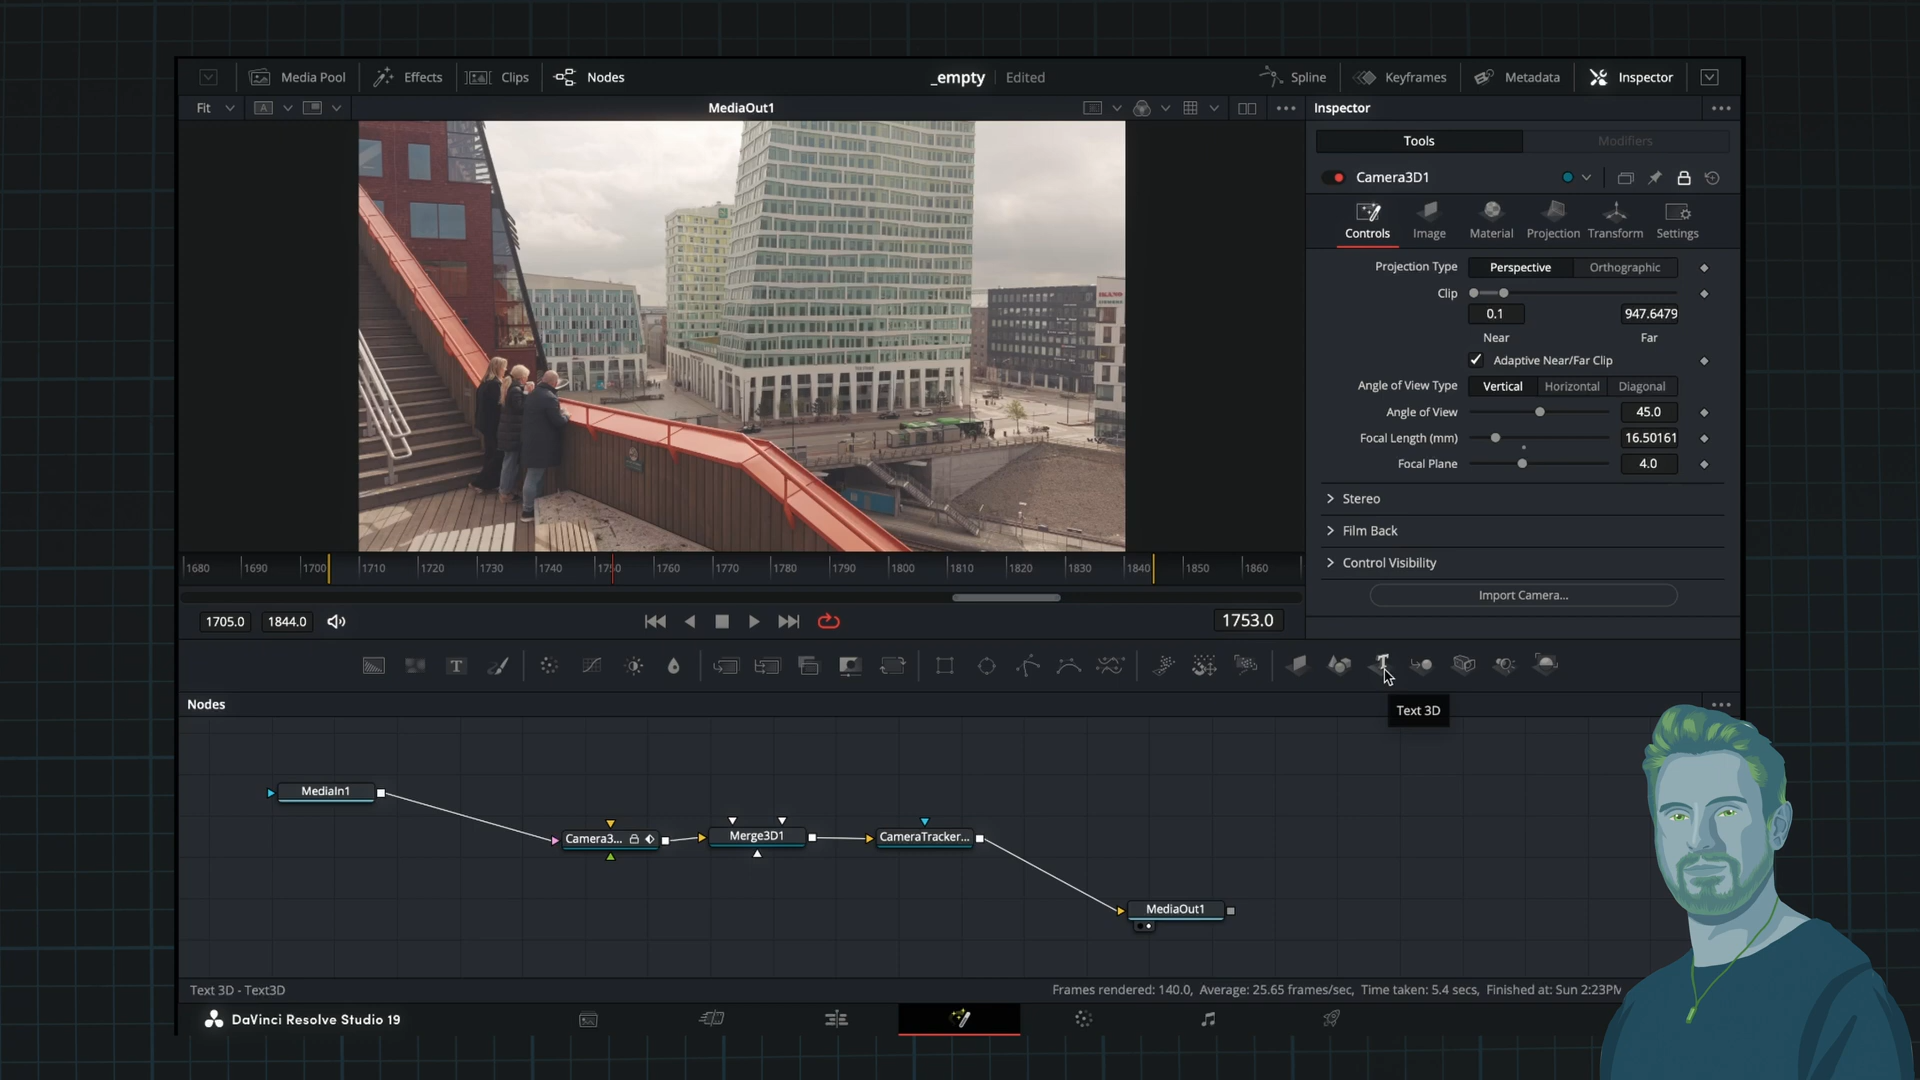 Media Pool Effects Clips Nodes _empty Edited Spline Keyframes Metadata Inspector
Fit A MediaOut1 Inspector
Tools Modifiers
Camera3D1
Controls Image Material Projection Transform Settings
Projection Type Perspective Orthographic
Clip
0.1 947.6479
Near Far
Adaptive Near/Far Clip
Angle of View Type Vertical Horizontal Diagonal
Angle of View 45.0
Focal Length (mm) 16.50161
Focal Plane 4.0
Stereo
Film Back
Control Visibility
Import Camera...
1680 1690 1700 1710 1720 1730 1740 1750 1760 1770 1780 1790 1800 1810 1820 1830 1840 1850 1860
1705.0 1844.0 1753.0
T T
Text 3D
Nodes
MediaIn1
Camera3... Merge3D1 CameraTracker...
MediaOut1
Text 3D - Text3D Frames rendered: 140.0, Average: 25.65 frames/sec, Time taken: 5.4 secs, Finished at: Sun 2:23PM
DaVinci Resolve Studio 19